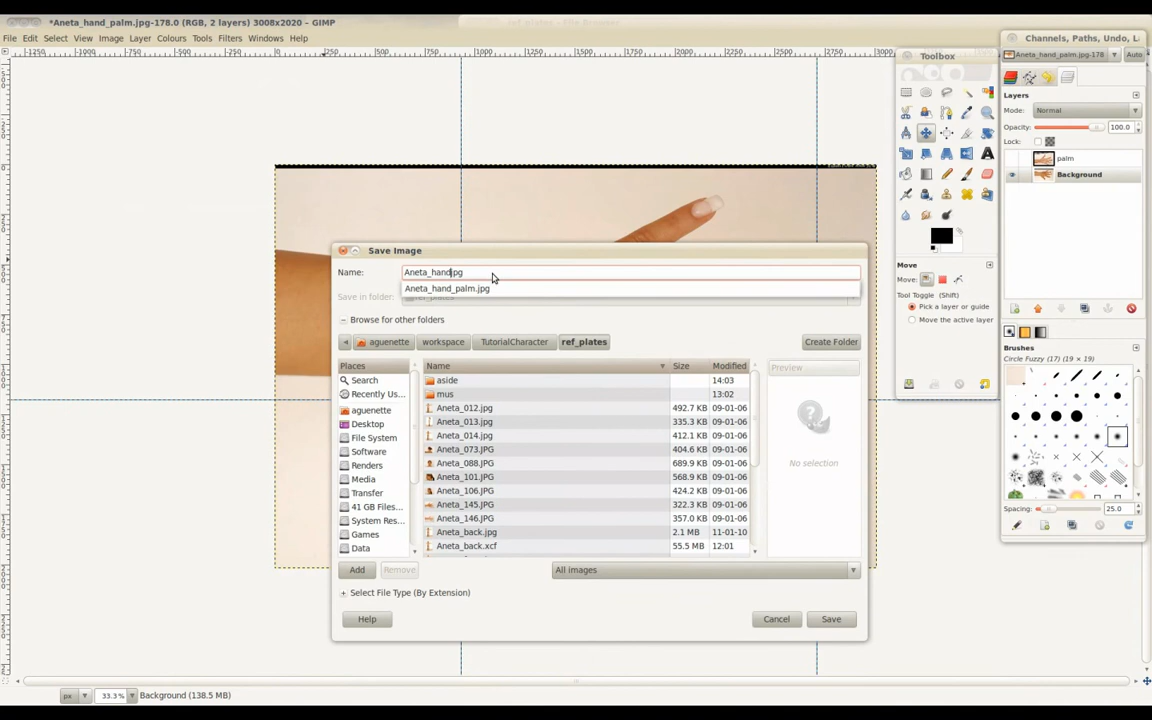 *Aneta_hand_palm.jpg-178.0 (RGB, 2 layers) 3008x2020 – GIMP
File Edit Select View Image Layer Colours Tools Filters Windows Help
Channels, Paths, Undo, L
Aneta_hand_palm.jpg-178 Auto
Toolbox
Layers
Mode: Normal
Opacity: 100.0
Lock:
palm
Background
Save Image
Name: Aneta_handjpg
Aneta_hand_palm.jpg
Save in folder: ref_plates
Browse for other folders
aguenette workspace TutorialCharacter ref_plates Create Folder
Places Name Size Modified Preview
Search aside 14:03
Recently Us... mus 13:02
aguenette Aneta_012.jpg 492.7 KB 09-01-06
Desktop Aneta_013.jpg 335.3 KB 09-01-06
File System Aneta_014.jpg 412.1 KB 09-01-06
Software Aneta_073.JPG 404.6 KB 09-01-06
Renders Aneta_088.JPG 689.9 KB 09-01-06
Media Aneta_101.JPG 568.9 KB 09-01-06
Transfer Aneta_106.JPG 424.2 KB 09-01-06
41 GB Files... Aneta_145.JPG 322.3 KB 09-01-06
System Res... Aneta_146.JPG 357.0 KB 09-01-06
Games Aneta_back.jpg 2.1 MB 11-01-10
Data Aneta_back.xcf 55.5 MB 12:01
No selection
Add Remove All images
Select File Type (By Extension)
Help Cancel Save
Move
Tool Toggle (Shift)
Pick a layer or guide
Move the active layer
Brushes
Circle Fuzzy (17) (19 × 19)
Spacing: 25.0
px 33.3% Background (138.5 MB)